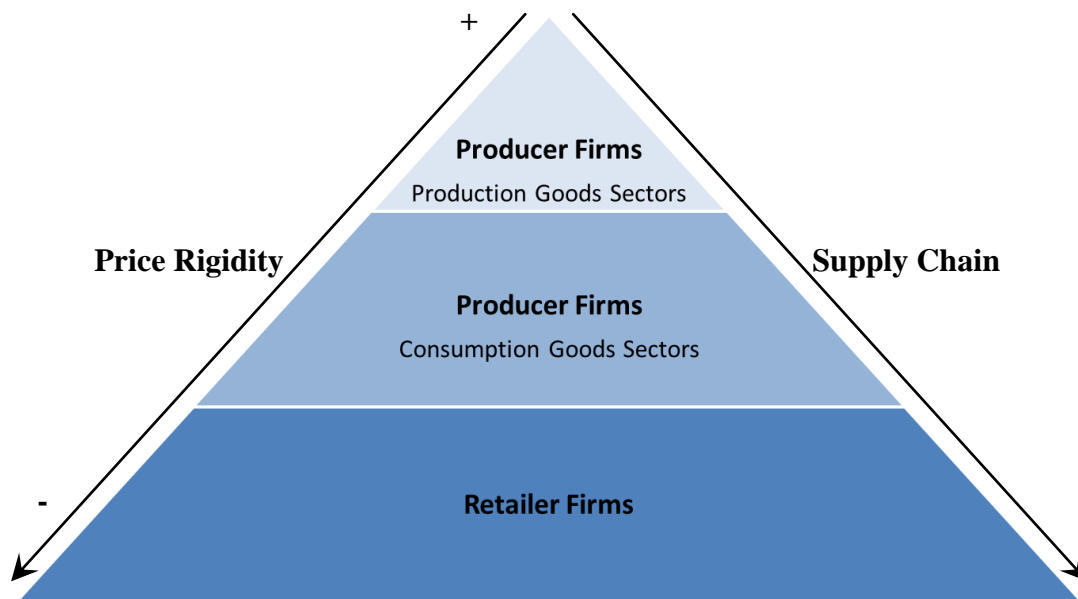 +
Producer Firms
Production Goods Sectors
Price Rigidity
Supply Chain
Producer Firms
Consumption Goods Sectors
-
Retailer Firms